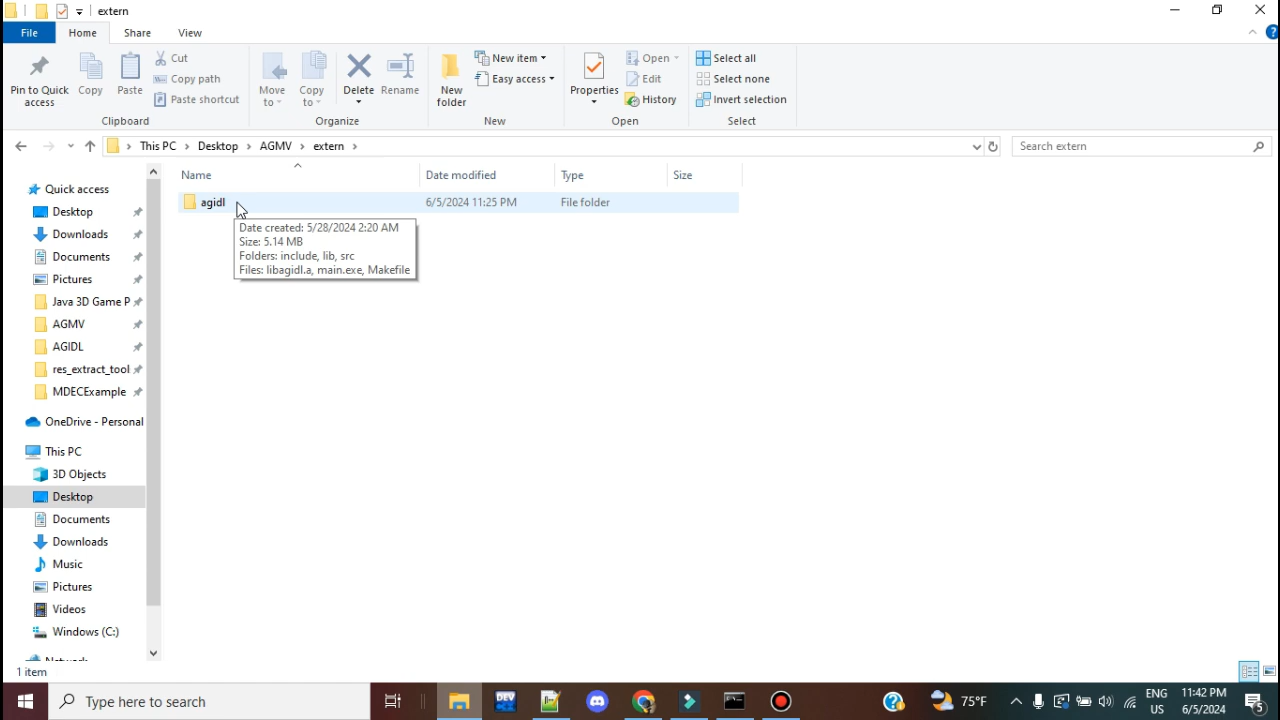 extern
File Home Share View
Pin to Quick access
Copy
Paste
Cut
Copy path
Paste shortcut
Clipboard
Move to
Copy to
Delete
Rename
Organize
New folder
New item
Easy access
New
Properties
Open
Edit
History
Open
Select all
Select none
Invert selection
Select
This PC > Desktop > AGMV > extern >
Search extern
Name Date modified Type Size
agidl 6/5/2024 11:25 PM File folder
Date created: 5/28/2024 2:20 AM
Size: 5.14 MB
Folders: include, lib, src
Files: libagidl.a, main.exe, Makefile
Quick access
Desktop
Downloads
Documents
Pictures
Java 3D Game P
AGMV
AGIDL
res_extract_tool
MDECExample
OneDrive - Personal
This PC
3D Objects
Desktop
Documents
Downloads
Music
Pictures
Videos
Windows (C:)
1 item
Type here to search
DEV
75°F
ENG
US
11:42 PM
6/5/2024
5